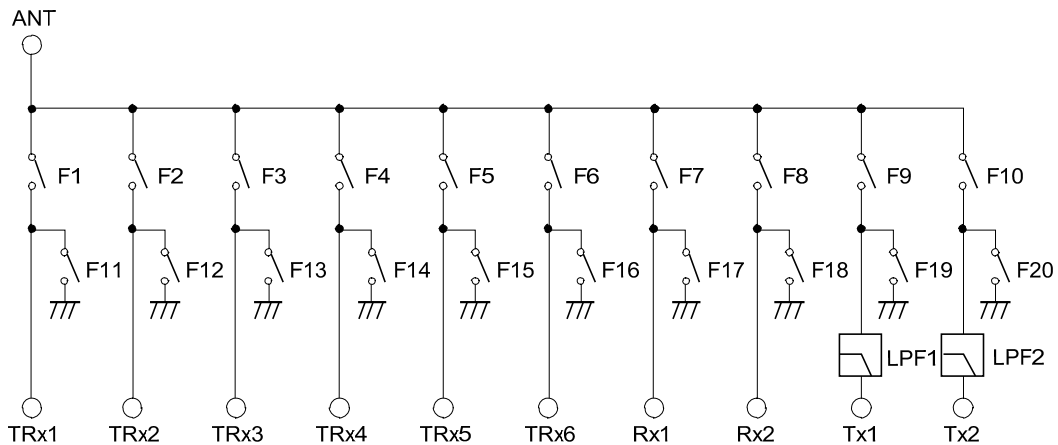 ANT
F1 F2 F3 F4 F5 F6 F7 F8 F9 F10
F11 F12 F13 F14 F15 F16 F17 F18 F19 F20
LPF1 LPF2
TRx1 TRx2 TRx3 TRx4 TRx5 TRx6 Rx1 Rx2 Tx1 Tx2